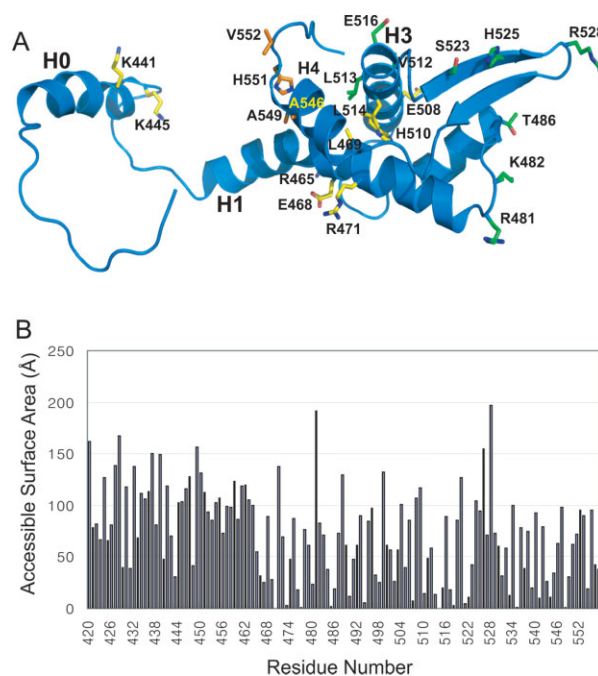 A
H0
K441
K445
V552
H551
A549
H4
A546
E516
H3
L513
V512
L514
E508
H510
L469
R465
H1
E468
R471
S523
H525
R528
T486
K482
R481
B
Accessible Surface Area (Å)
250
200
150
100
50
0
420 426 432 438 444 450 456 462 468 474 480 486 492 498 504 510 516 522 528 534 540 546 552
Residue Number